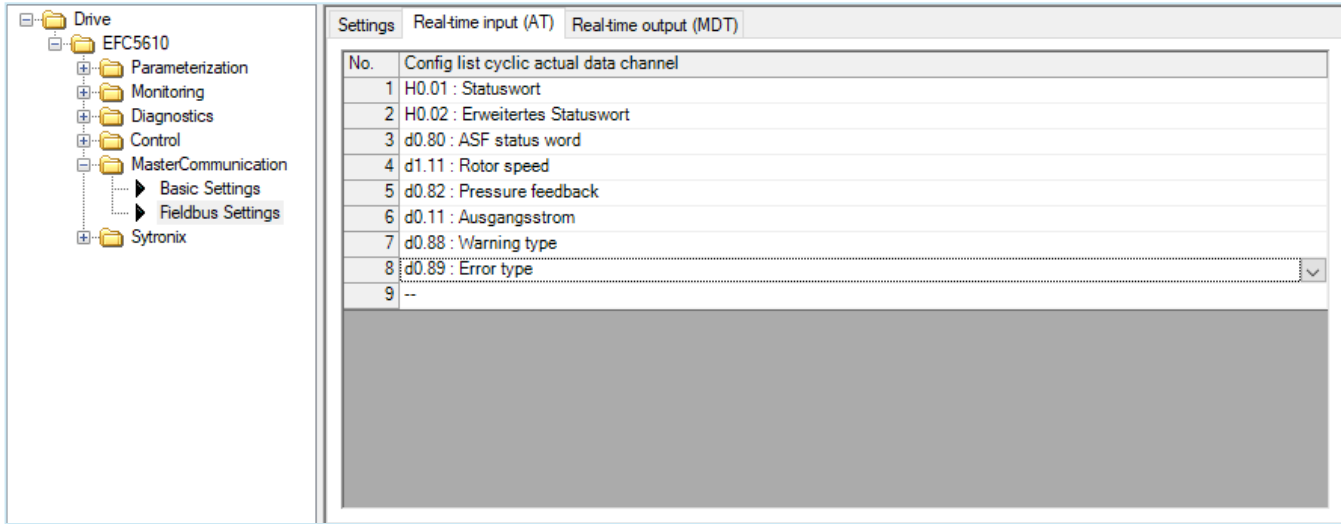 Drive
EFC5610
Parameterization
Monitoring
Diagnostics
Control
MasterCommunication
Basic Settings
Fieldbus Settings
Sytronix
Settings Real-time input (AT) Real-time output (MDT)
No. Config list cyclic actual data channel
1 H0.01 : Statuswort
2 H0.02 : Erweitertes Statuswort
3 d0.80 : ASF status word
4 d1.11 : Rotor speed
5 d0.82 : Pressure feedback
6 d0.11 : Ausgangsstrom
7 d0.88 : Warning type
8 d0.89 : Error type
9 --